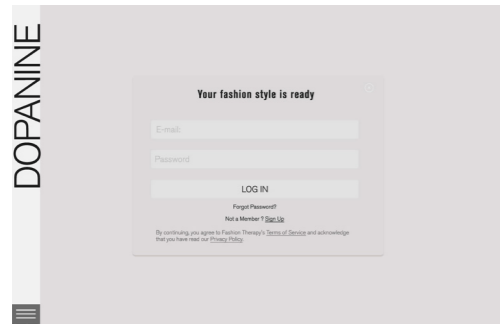 DOPANINE
Your fashion style is ready
E-mail:
Password
LOG IN
Forgot Password?
Not a Member ? Sign Up
By continuing, you agree to Fashion Therapy's Terms of Service and acknowledge
that you have read our Privacy Policy.